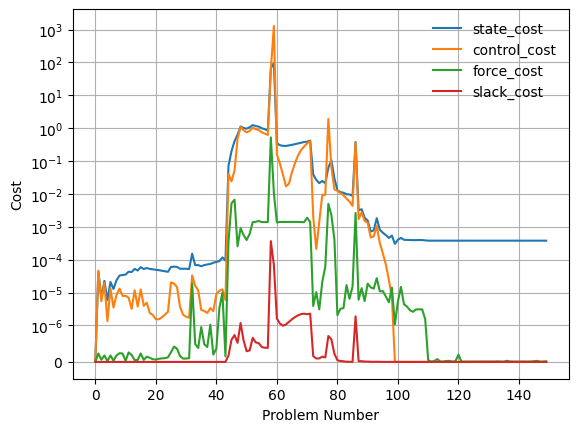 state_cost
control_cost
force_cost
slack_cost
10³
10²
10¹
10⁰
10⁻¹
10⁻²
10⁻³
10⁻⁴
10⁻⁵
10⁻⁶
0
Cost
0 20 40 60 80 100 120 140
Problem Number